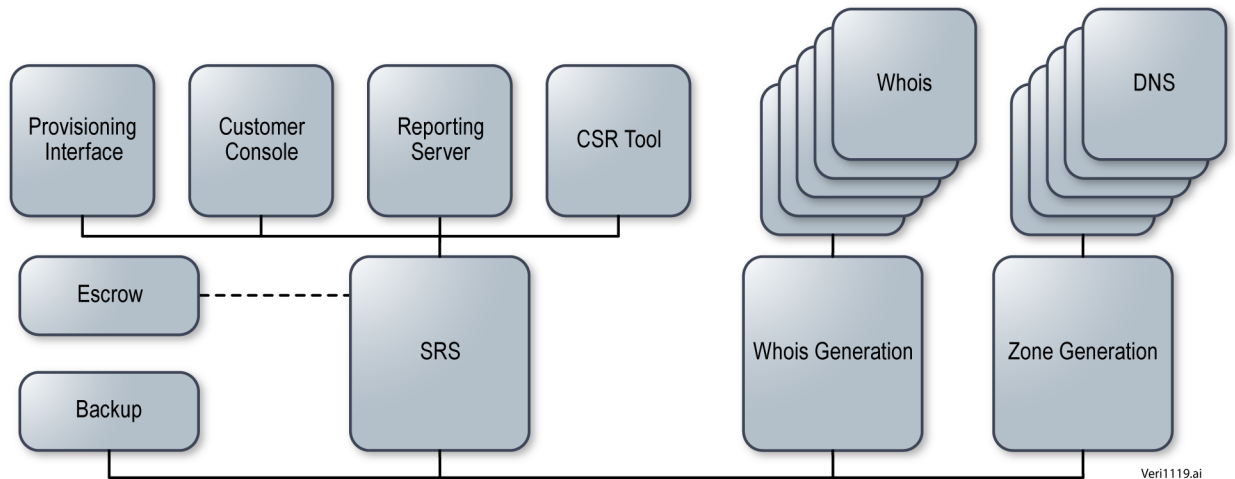 Whois
DNS
Provisioning
Interface
Customer
Console
Reporting
Server
CSR Tool
Escrow
SRS
Whois Generation
Zone Generation
Backup
Veri1119.ai